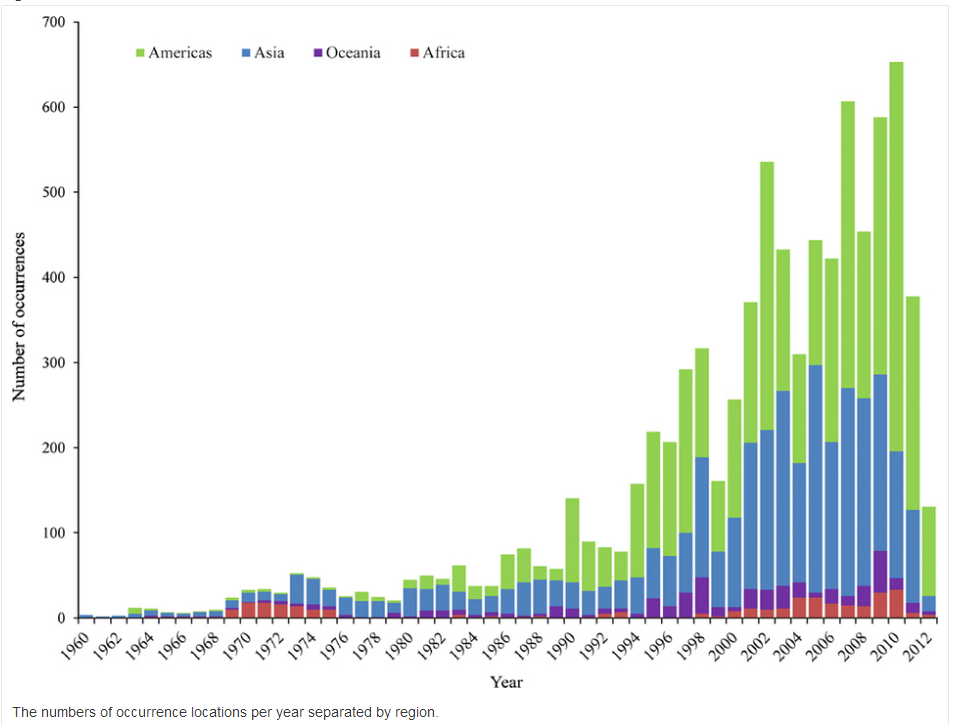 700
600
500
400
300
200
100
0
Number of occurrences
Americas Asia Oceania Africa
1960 1962 1964 1966 1968 1970 1972 1974 1976 1978 1980 1982 1984 1986 1988 1990 1992 1994 1996 1998 2000 2002 2004 2006 2008 2010 2012
Year
The numbers of occurrence locations per year separated by region.